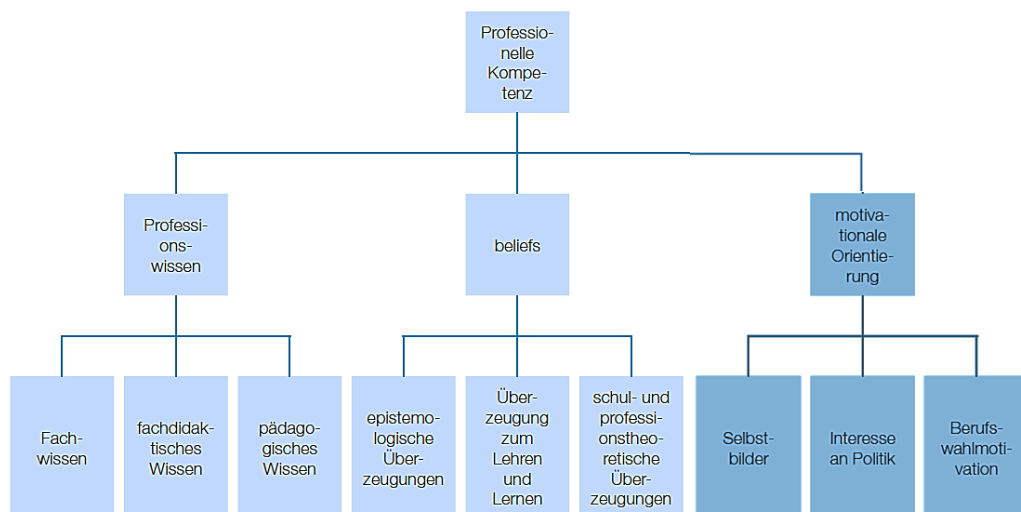 Professio-
nelle
Kompe-
tenz
Professi-
ons-
wissen
beliefs
motiva-
tionale
Orientie-
rung
Fach-
wissen
fachdidak-
tisches
Wissen
pädago-
gisches
Wissen
epistemo-
logische
Über-
zeugungen
Über-
zeugung
zum
Lehren
und
Lernen
schul- und
professi-
onstheo-
retische
Über-
zeugungen
Selbst-
bilder
Interesse
an Politik
Berufs-
wahlmoti-
vation